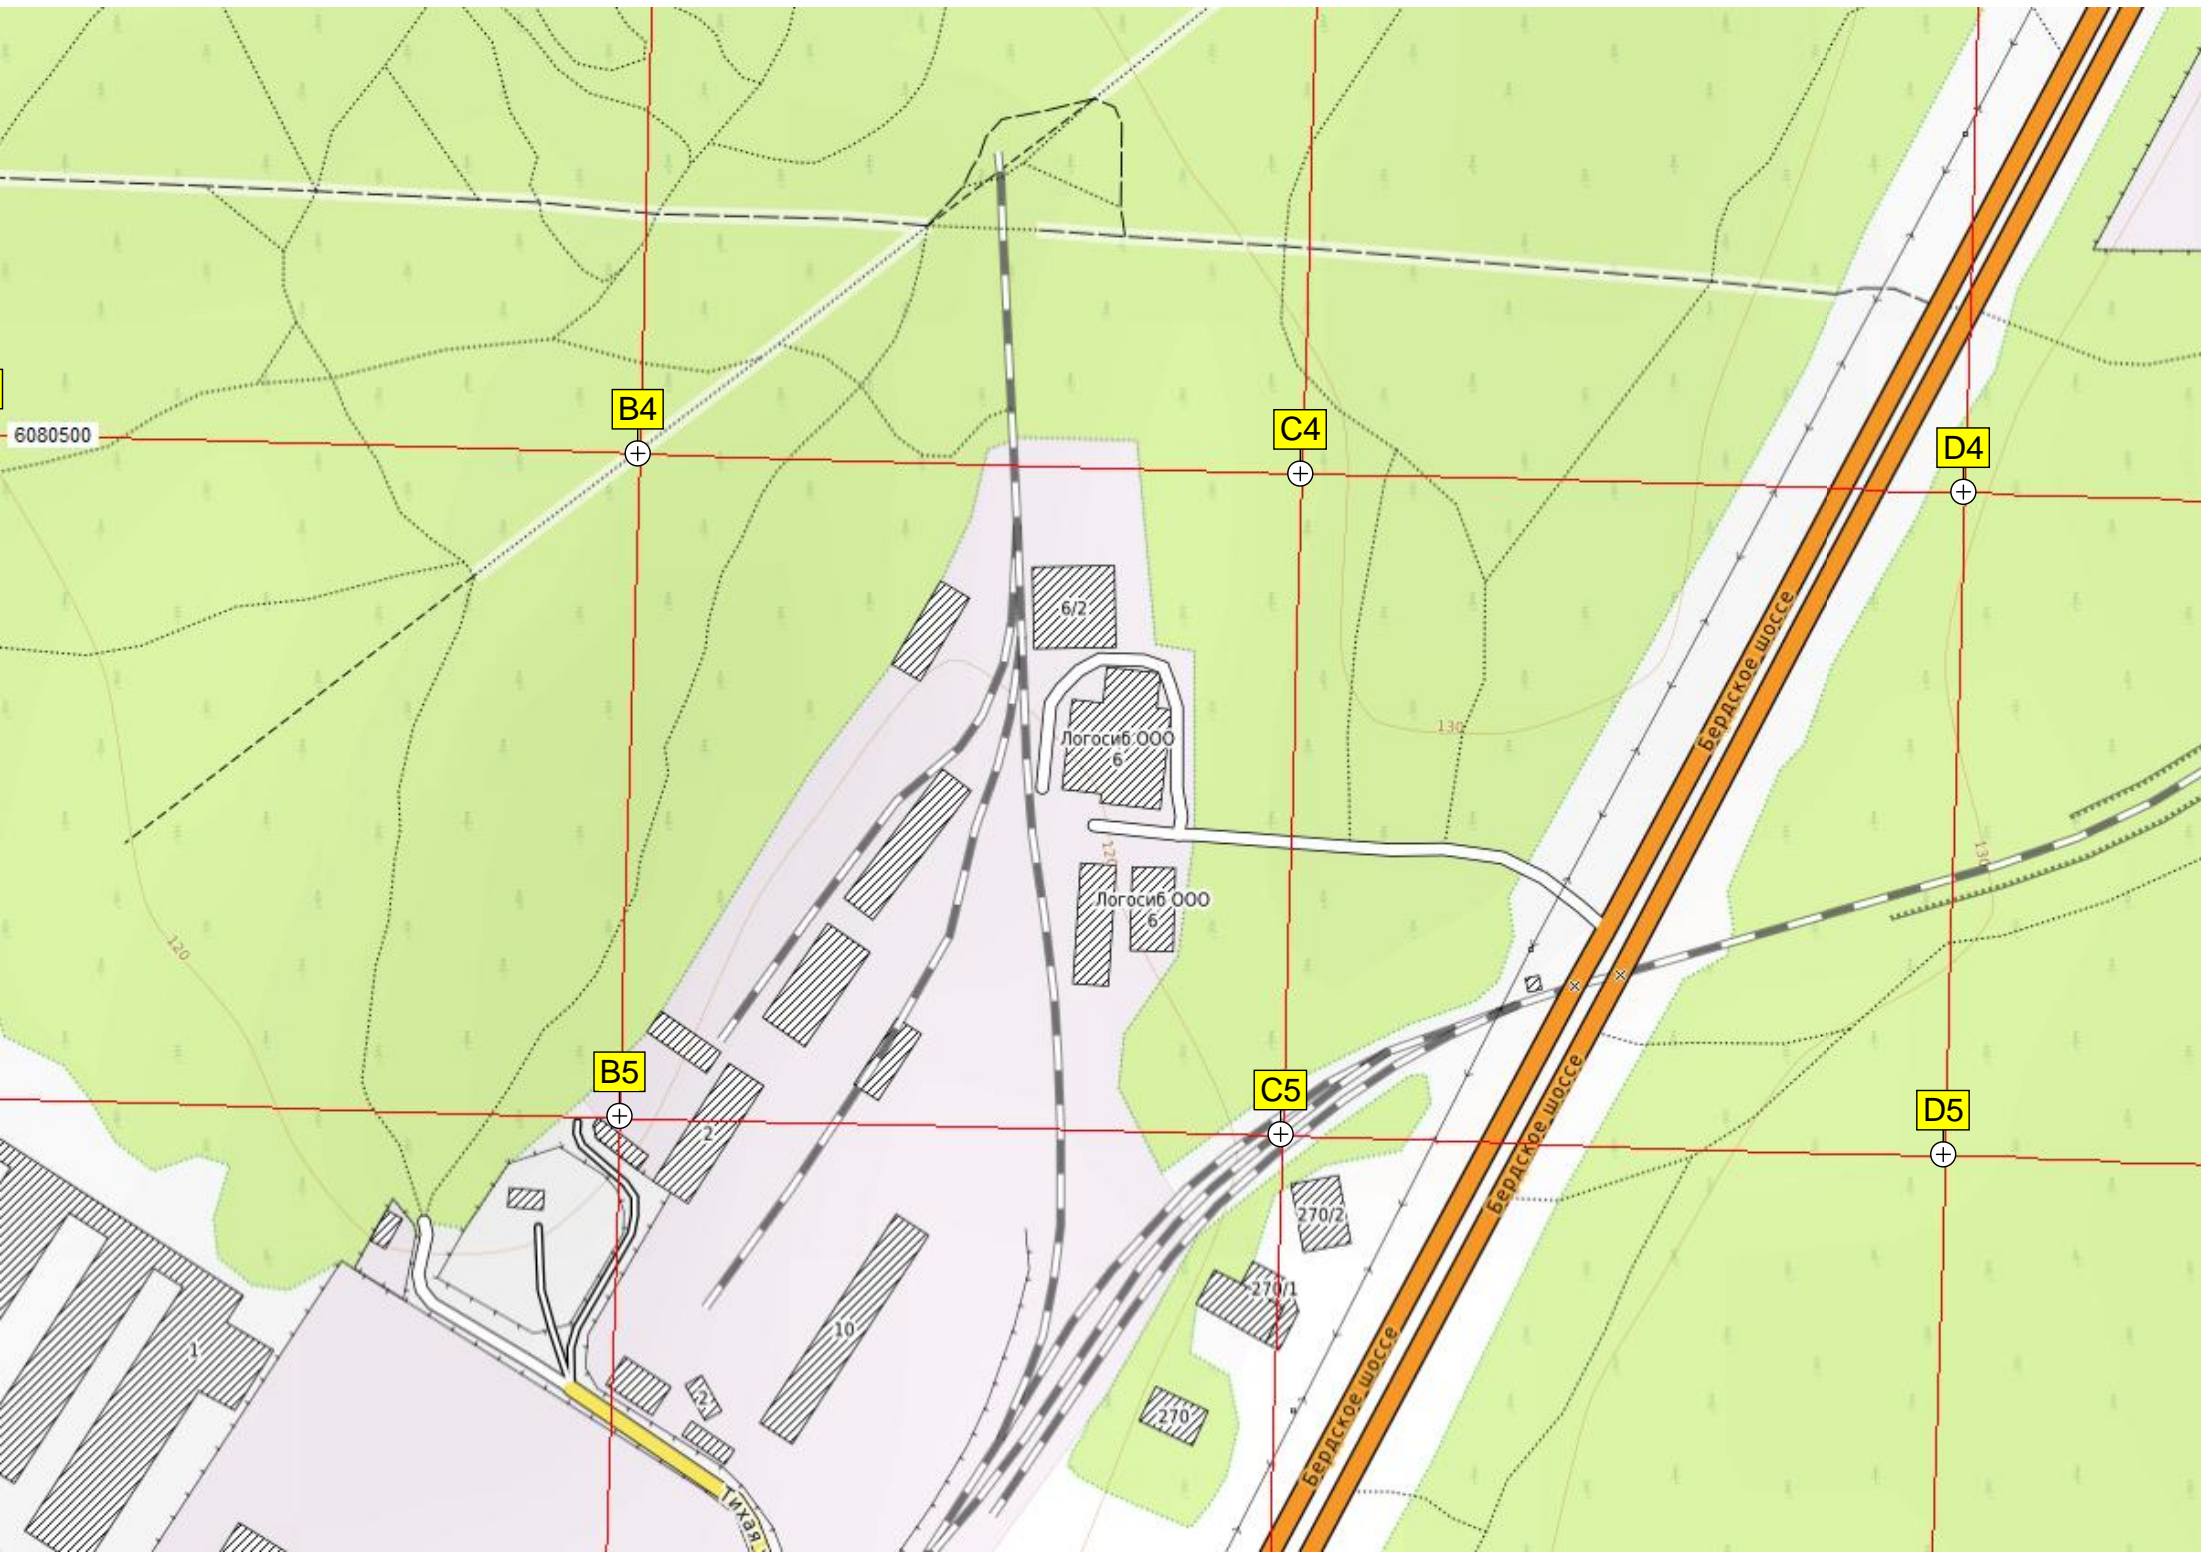 B4
6080500
C4
D4
6/2
Бердское шоссе
Логосиб ООО
6
130
120
130
Логосиб ООО
6
120
B5
C5
D5
2
Бердское шоссе
270/2
270/1
10
1
Бердское шоссе
270
Тихая